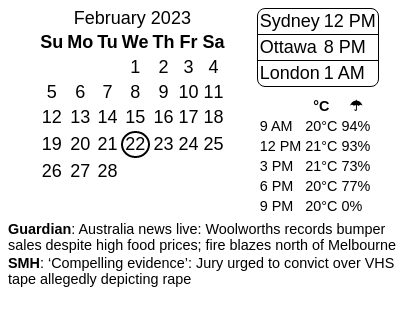 February 2023
Su Mo Tu We Th Fr Sa
1 2 3 4
5 6 7 8 9 10 11
12 13 14 15 16 17 18
19 20 21 22 23 24 25
26 27 28
Sydney 12 PM
Ottawa 8 PM
London 1 AM
°C ☂
9 AM 20°C 94%
12 PM 21°C 93%
3 PM 21°C 73%
6 PM 20°C 77%
9 PM 20°C 0%
Guardian: Australia news live: Woolworths records bumper
sales despite high food prices; fire blazes north of Melbourne
SMH: ‘Compelling evidence’: Jury urged to convict over VHS
tape allegedly depicting rape